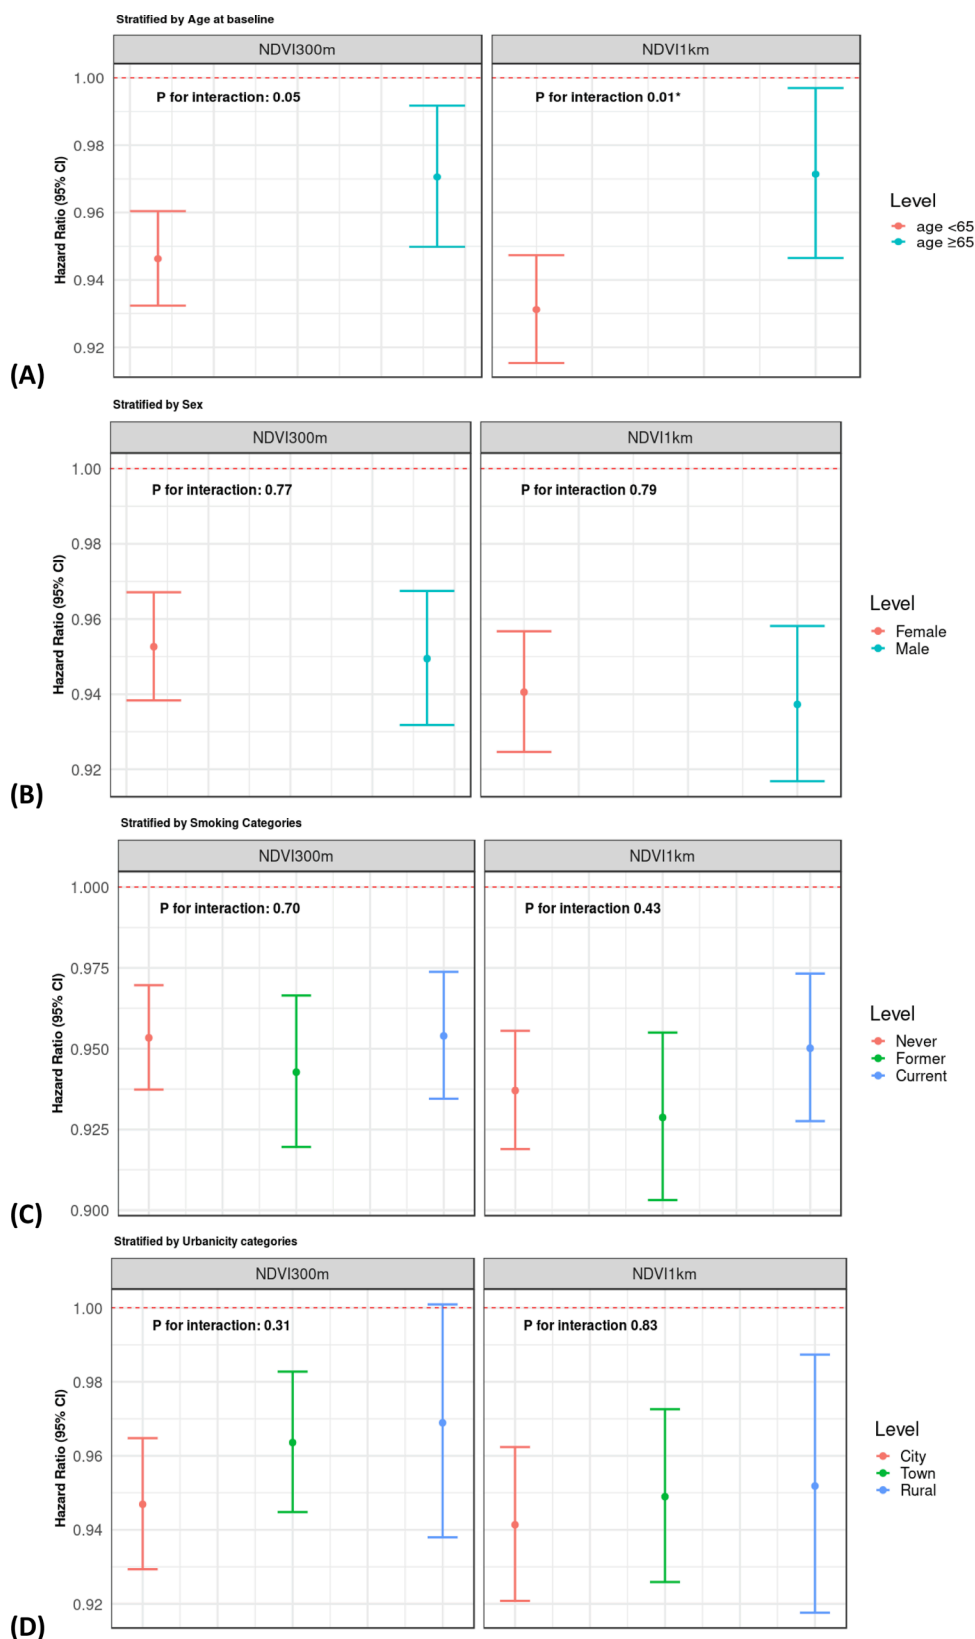 Stratified by Age at baseline
NDVI300m
NDVI1km
1.00
0.98
0.96
0.94
0.92
Hazard Ratio (95% CI)
P for interaction: 0.05
P for interaction 0.01*
Level
age <65
age ≥65
(A)
Stratified by Sex
NDVI300m
NDVI1km
1.00
0.98
0.96
0.94
0.92
Hazard Ratio (95% CI)
P for interaction: 0.77
P for interaction 0.79
Level
Female
Male
(B)
Stratified by Smoking Categories
NDVI300m
NDVI1km
1.000
0.975
0.950
0.925
0.900
Hazard Ratio (95% CI)
P for interaction: 0.70
P for interaction 0.43
Level
Never
Former
Current
(C)
Stratified by Urbanicity categories
NDVI300m
NDVI1km
1.00
0.98
0.96
0.94
0.92
Hazard Ratio (95% CI)
P for interaction: 0.31
P for interaction 0.83
Level
City
Town
Rural
(D)